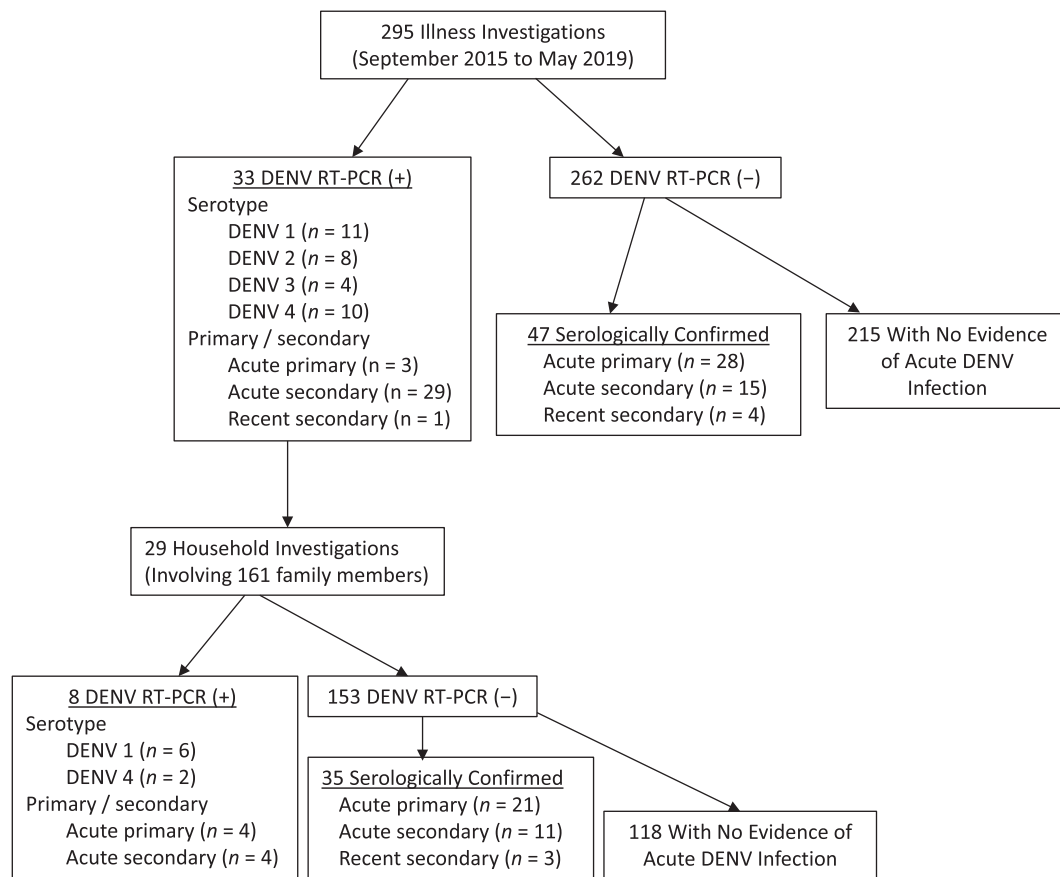 295 Illness Investigations
(September 2015 to May 2019)
33 DENV RT-PCR (+)
Serotype
DENV 1 (n = 11)
DENV 2 (n = 8)
DENV 3 (n = 4)
DENV 4 (n = 10)
Primary / secondary
Acute primary (n = 3)
Acute secondary (n = 29)
Recent secondary (n = 1)
262 DENV RT-PCR (−)
47 Serologically Confirmed
Acute primary (n = 28)
Acute secondary (n = 15)
Recent secondary (n = 4)
215 With No Evidence
of Acute DENV
Infection
29 Household Investigations
(Involving 161 family members)
8 DENV RT-PCR (+)
Serotype
DENV 1 (n = 6)
DENV 4 (n = 2)
Primary / secondary
Acute primary (n = 4)
Acute secondary (n = 4)
153 DENV RT-PCR (−)
35 Serologically Confirmed
Acute primary (n = 21)
Acute secondary (n = 11)
Recent secondary (n = 3)
118 With No Evidence of
Acute DENV Infection